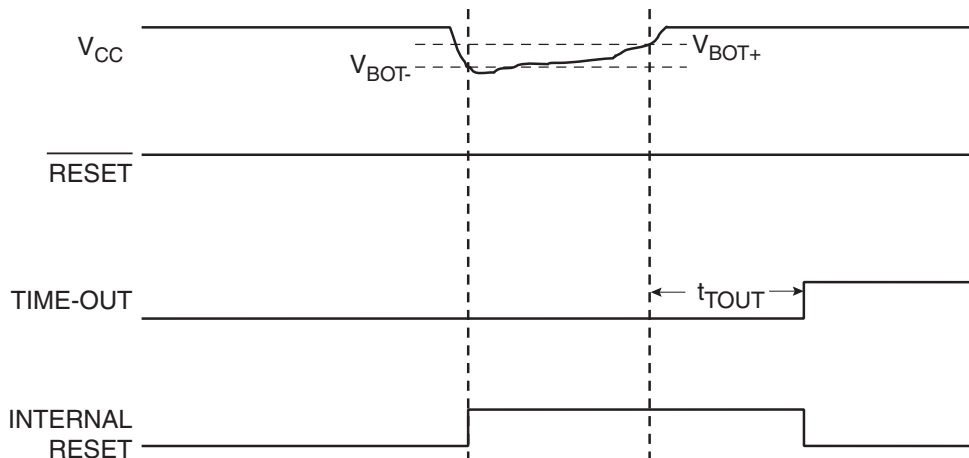 VCC
VBOT-
VBOT+
RESET
TIME-OUT
tTOUT
INTERNAL
RESET